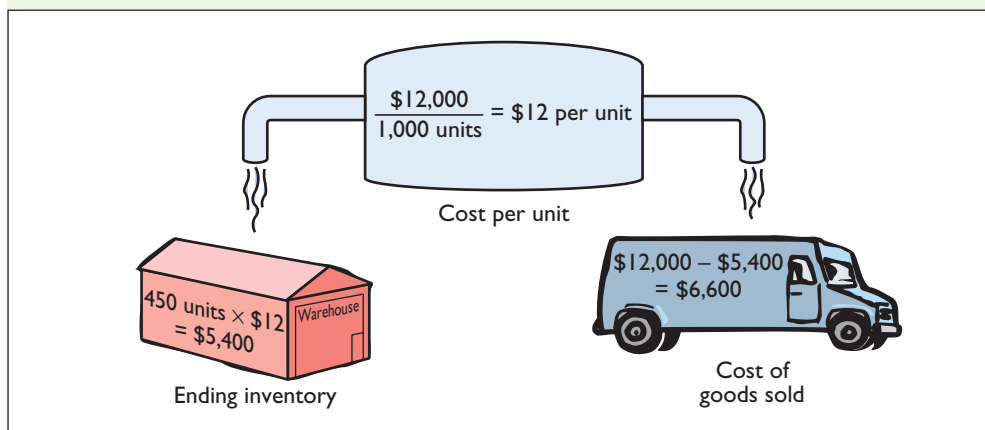 $12,000
1,000 units
= $12 per unit
Cost per unit
450 units × $12
= $5,400
Warehouse
Ending inventory
$12,000 – $5,400
= $6,600
Cost of
goods sold